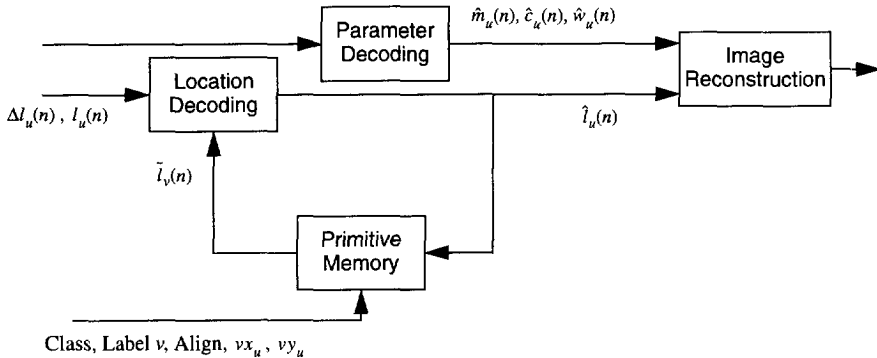 Parameter
Decoding
m̂_u(n), ĉ_u(n), ŵ_u(n)
Image
Reconstruction
Location
Decoding
Δl_u(n) , l_u(n)
l̂_u(n)
l̃_v(n)
Primitive
Memory
Class, Label v, Align, vx_u , vy_u